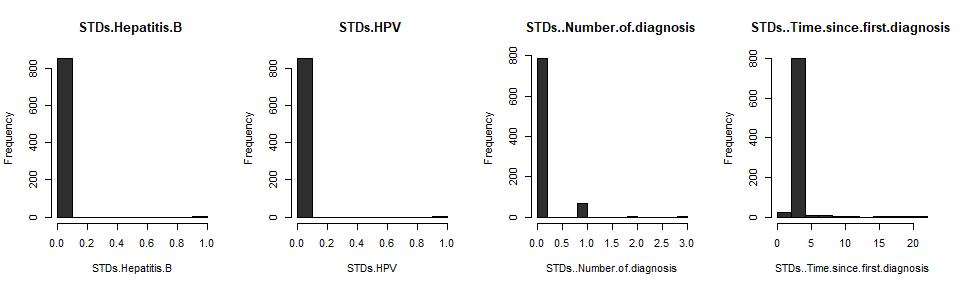 STDs.Hepatitis.B
Frequency
0 200 400 600 800
0.0 0.2 0.4 0.6 0.8 1.0
STDs.Hepatitis.B
STDs.HPV
Frequency
0 200 400 600 800
0.0 0.2 0.4 0.6 0.8 1.0
STDs.HPV
STDs..Number.of.diagnosis
Frequency
0 200 400 600 800
0.0 0.5 1.0 1.5 2.0 2.5 3.0
STDs..Number.of.diagnosis
STDs..Time.since.first.diagnosis
Frequency
0 200 400 600 800
0 5 10 15 20
STDs..Time.since.first.diagnosis